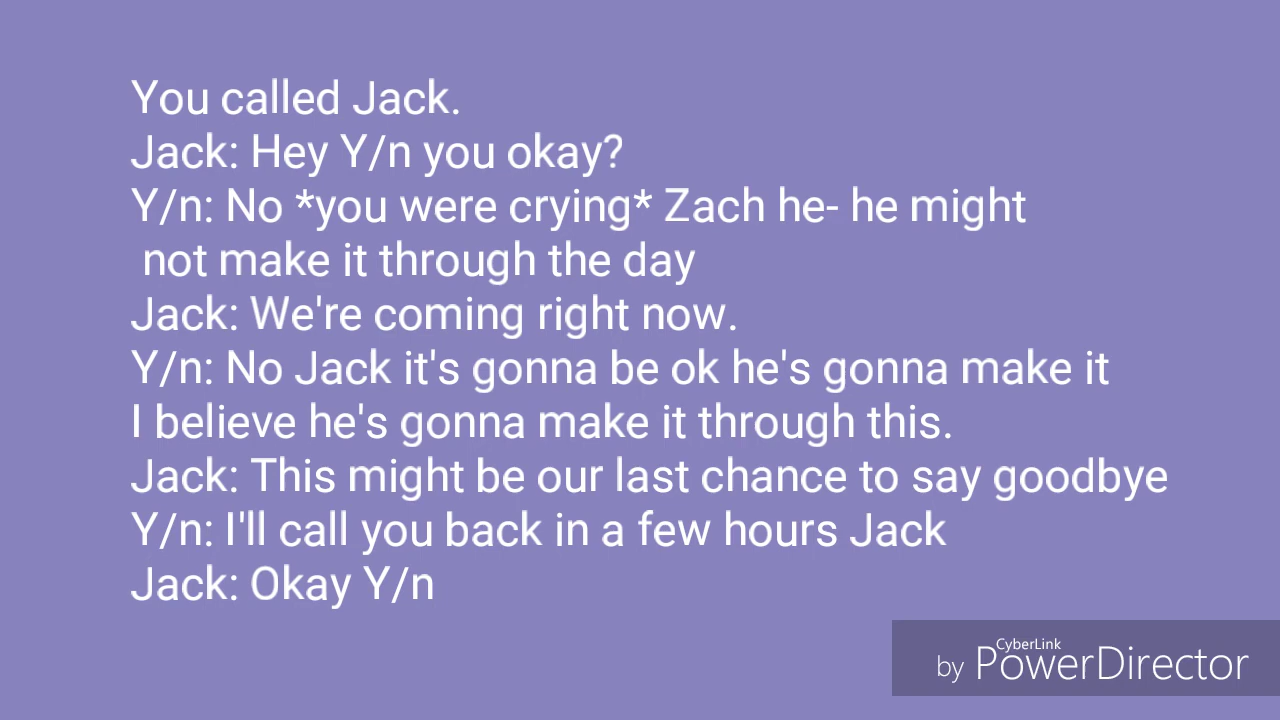 You called Jack.
Jack: Hey Y/n you okay?
Y/n: No *you were crying* Zach he- he might
not make it through the day
Jack: We're coming right now.
Y/n: No Jack it's gonna be ok he's gonna make it
I believe he's gonna make it through this.
Jack: This might be our last chance to say goodbye
Y/n: I'll call you back in a few hours Jack
Jack: Okay Y/n
CyberLink
by PowerDirector